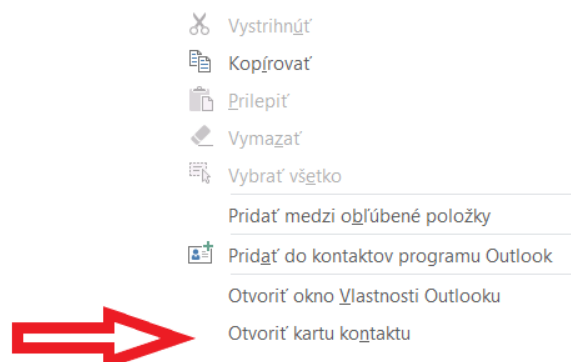 Vystrihnúť
Kopírovať
Prilepiť
Vymazať
Vybrať všetko
Pridať medzi obľúbené položky
Pridať do kontaktov programu Outlook
Otvoriť okno Vlastnosti Outlooku
Otvoriť kartu kontaktu